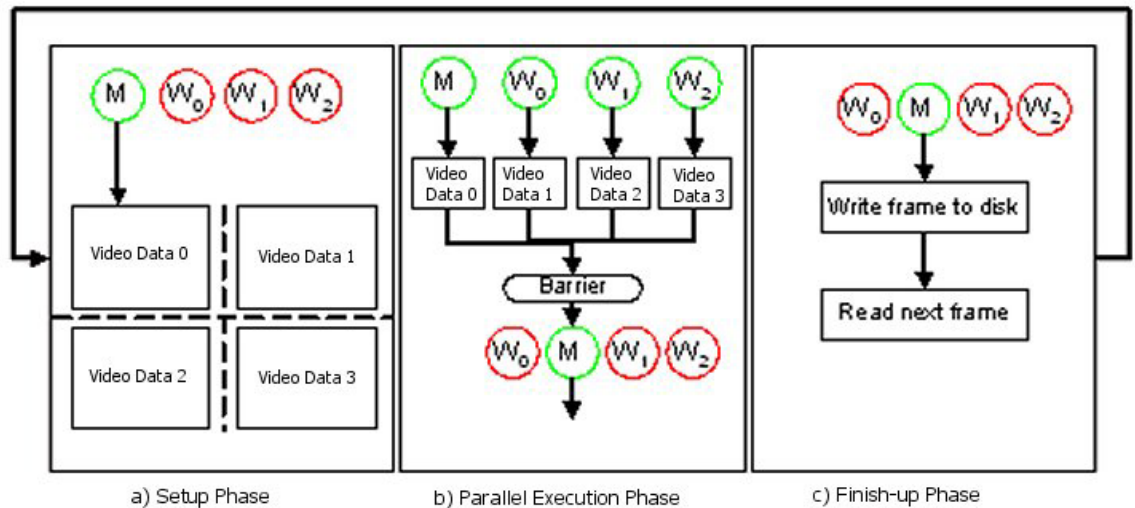 M W0 W1 W2
Video Data 0
Video Data 1
Video Data 2
Video Data 3
a) Setup Phase
M W0 W1 W2
Video
Data 0
Video
Data 1
Video
Data 2
Video
Data 3
Barrier
W0 M W1 W2
b) Parallel Execution Phase
W0 M W1 W2
Write frame to disk
Read next frame
c) Finish-up Phase